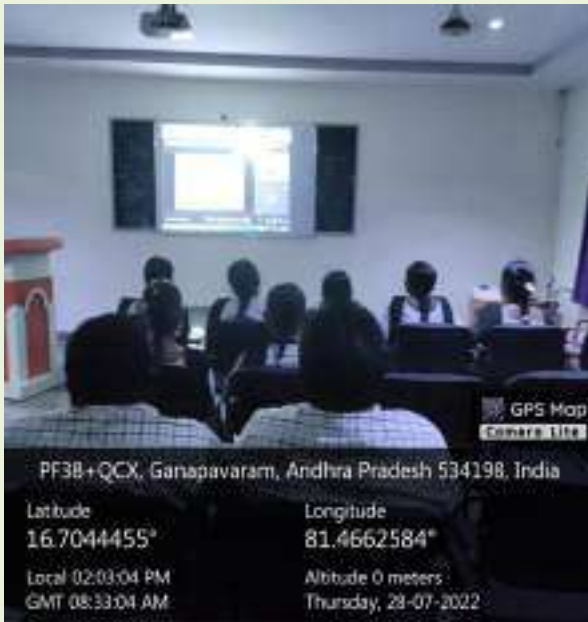 GPS Map
Camera Lite
PF38+QCX, Ganapavaram, Andhra Pradesh 534198, India
Latitude
16.7044455°
Longitude
81.4662584°
Local 02:03:04 PM
GMT 08:33:04 AM
Altitude 0 meters
Thursday, 28-07-2022